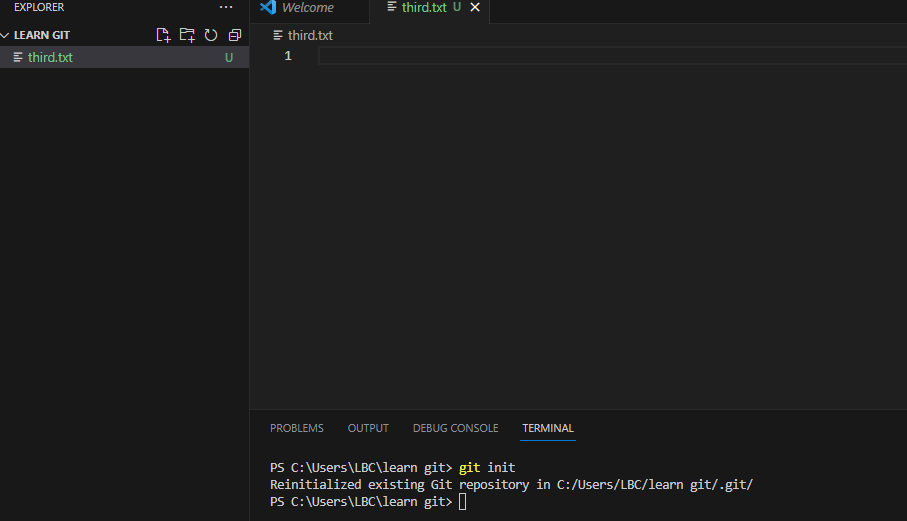 EXPLORER ...
Welcome
third.txt U
LEARN GIT
third.txt U
third.txt
1
PROBLEMS OUTPUT DEBUG CONSOLE TERMINAL
PS C:\Users\LBC\learn git> git init
Reinitialized existing Git repository in C:/Users/LBC/learn git/.git/
PS C:\Users\LBC\learn git>